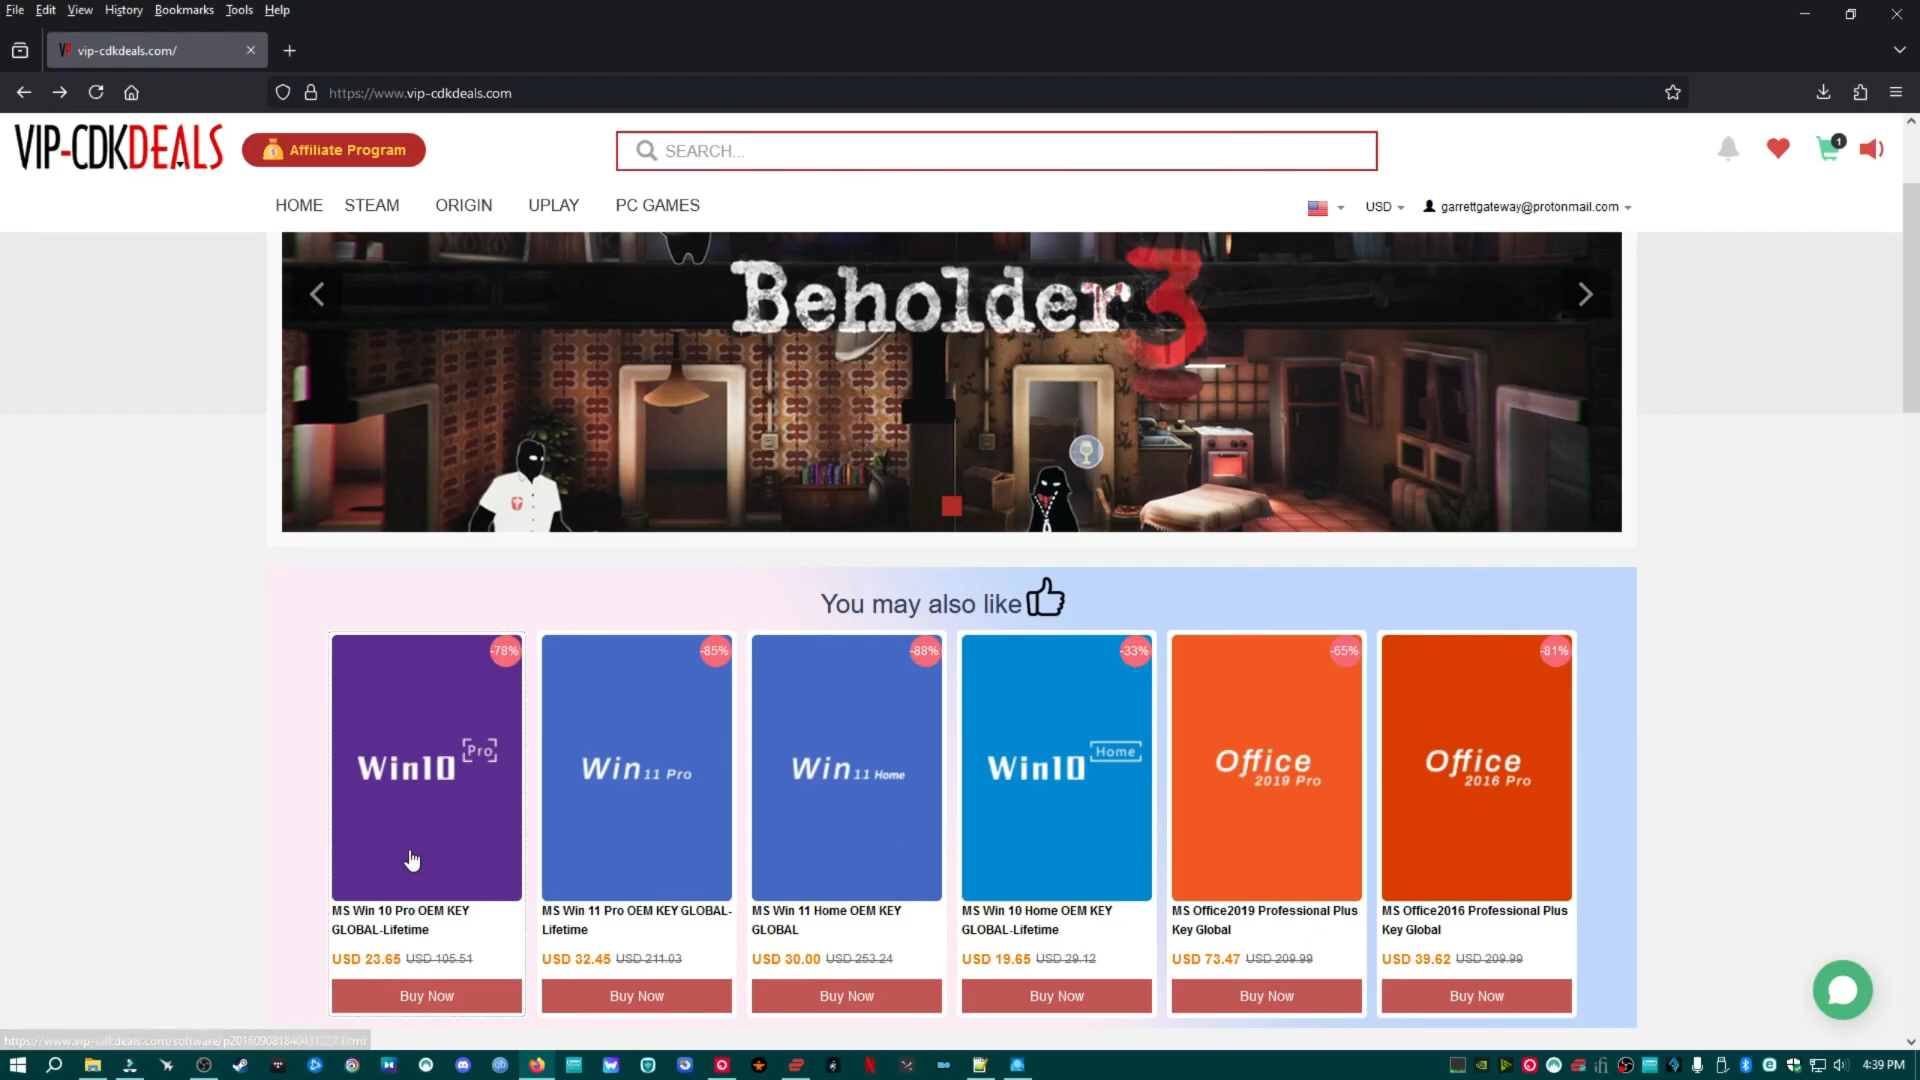 File Edit View History Bookmarks Tools Help
vip-cdkdeals.com/
https://www.vip-cdkdeals.com
VIP-CDKDEALS
Affiliate Program
SEARCH...
1
HOME STEAM ORIGIN UPLAY PC GAMES
USD garrettgateway@protonmail.com
Beholder 3
You may also like
-78% -85% -88% -33% -65% -81%
Win10 Pro
Win 11 Pro
Win 11 Home
Win10 Home
Office 2019 Pro
Office 2016 Pro
MS Win 10 Pro OEM KEY
GLOBAL-Lifetime
USD 23.65 USD 105.51
Buy Now
MS Win 11 Pro OEM KEY GLOBAL-
Lifetime
USD 32.45 USD 211.03
Buy Now
MS Win 11 Home OEM KEY
GLOBAL
USD 30.00 USD 253.24
Buy Now
MS Win 10 Home OEM KEY
GLOBAL-Lifetime
USD 19.65 USD 29.12
Buy Now
MS Office2019 Professional Plus
Key Global
USD 73.47 USD 209.99
Buy Now
MS Office2016 Professional Plus
Key Global
USD 39.62 USD 209.99
Buy Now
4:39 PM